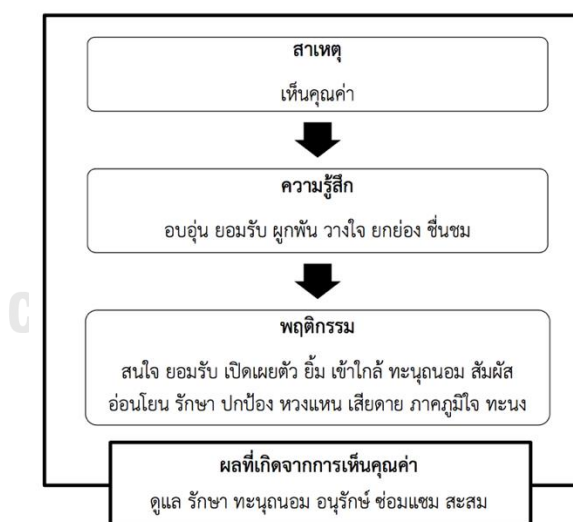 สาเหตุ
เห็นคุณค่า
ความรู้สึก
อบอุ่น ยอมรับ ผูกพัน วางใจ ยกย่อง ชื่นชม
พฤติกรรม
สนใจ ยอมรับ เปิดเผยตัว ยิ้ม เข้าใกล้ ทะนุถนอม สัมผัส
อ่อนโยน รักษา ปกป้อง หวงแหน เสียดาย ภาคภูมิใจ ทะนง
ผลที่เกิดจากการเห็นคุณค่า
ดูแล รักษา ทะนุถนอม อนุรักษ์ ซ่อมแซม สะสม